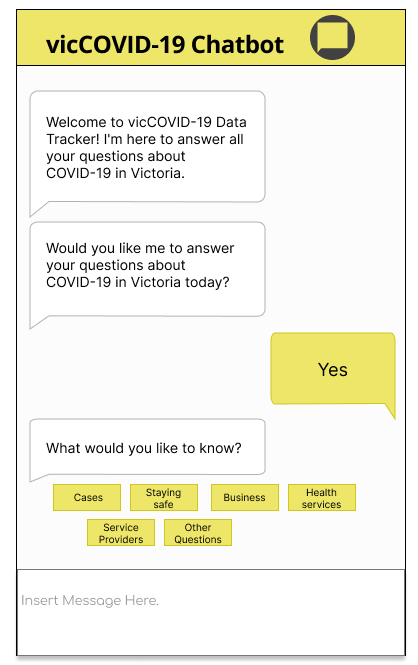 vicCOVID-19 Chatbot
Welcome to vicCOVID-19 Data
Tracker! I'm here to answer all
your questions about
COVID-19 in Victoria.
Would you like me to answer
your questions about
COVID-19 in Victoria today?
Yes
What would you like to know?
Cases
Staying
safe
Business
Health
services
Service
Providers
Other
Questions
Insert Message Here.